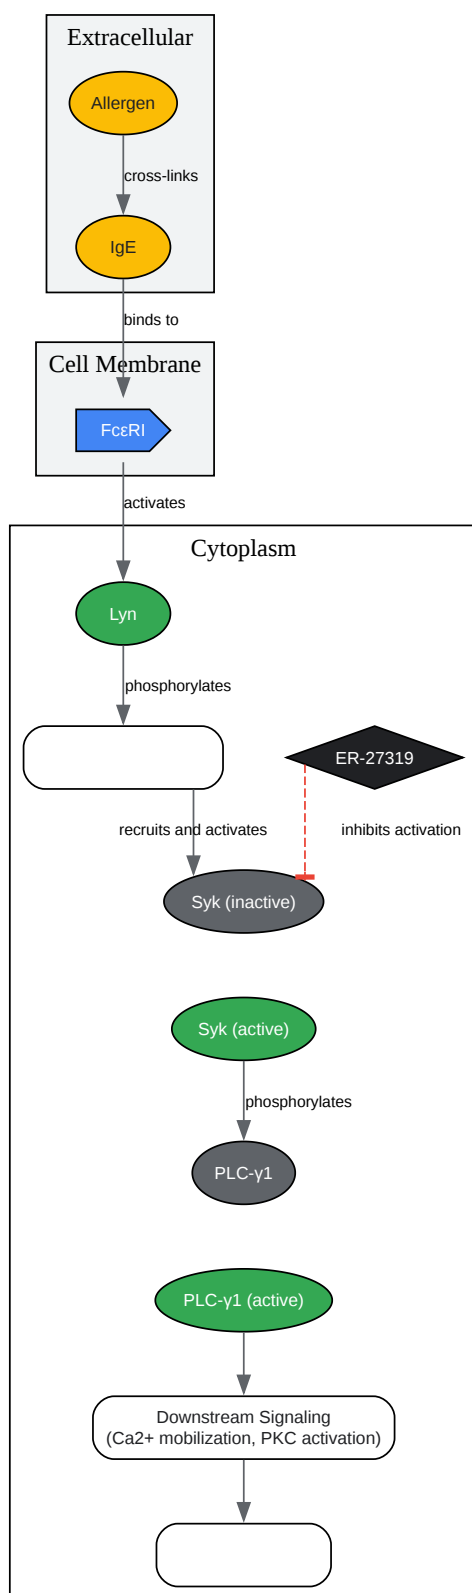 Extracellular
Allergen
cross-links
IgE
binds to
Cell Membrane
FcεRI
activates
Cytoplasm
Lyn
phosphorylates
ER-27319
recruits and activates
inhibits activation
Syk (inactive)
Syk (active)
phosphorylates
PLC-γ1
PLC-γ1 (active)
Downstream Signaling
(Ca2+ mobilization, PKC activation)